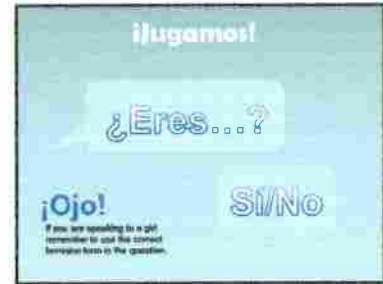 ¡Jugamos!
¿Eres...?
Sí/No
¡Ojo!
If you are speaking to a girl
remember to use the correct
feminine form in the question.